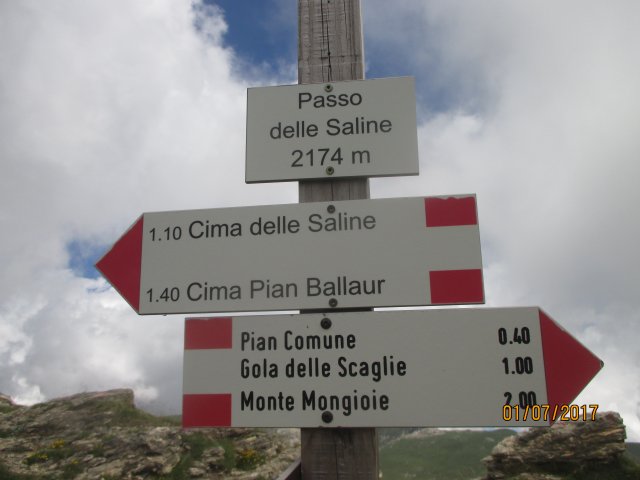 Passo
delle Saline
2174 m
1.10 Cima delle Saline
1.40 Cima Pian Ballaur
Pian Comune 0.40
Gola delle Scaglie 1.00
Monte Mongioie 2.00
01/07/2017